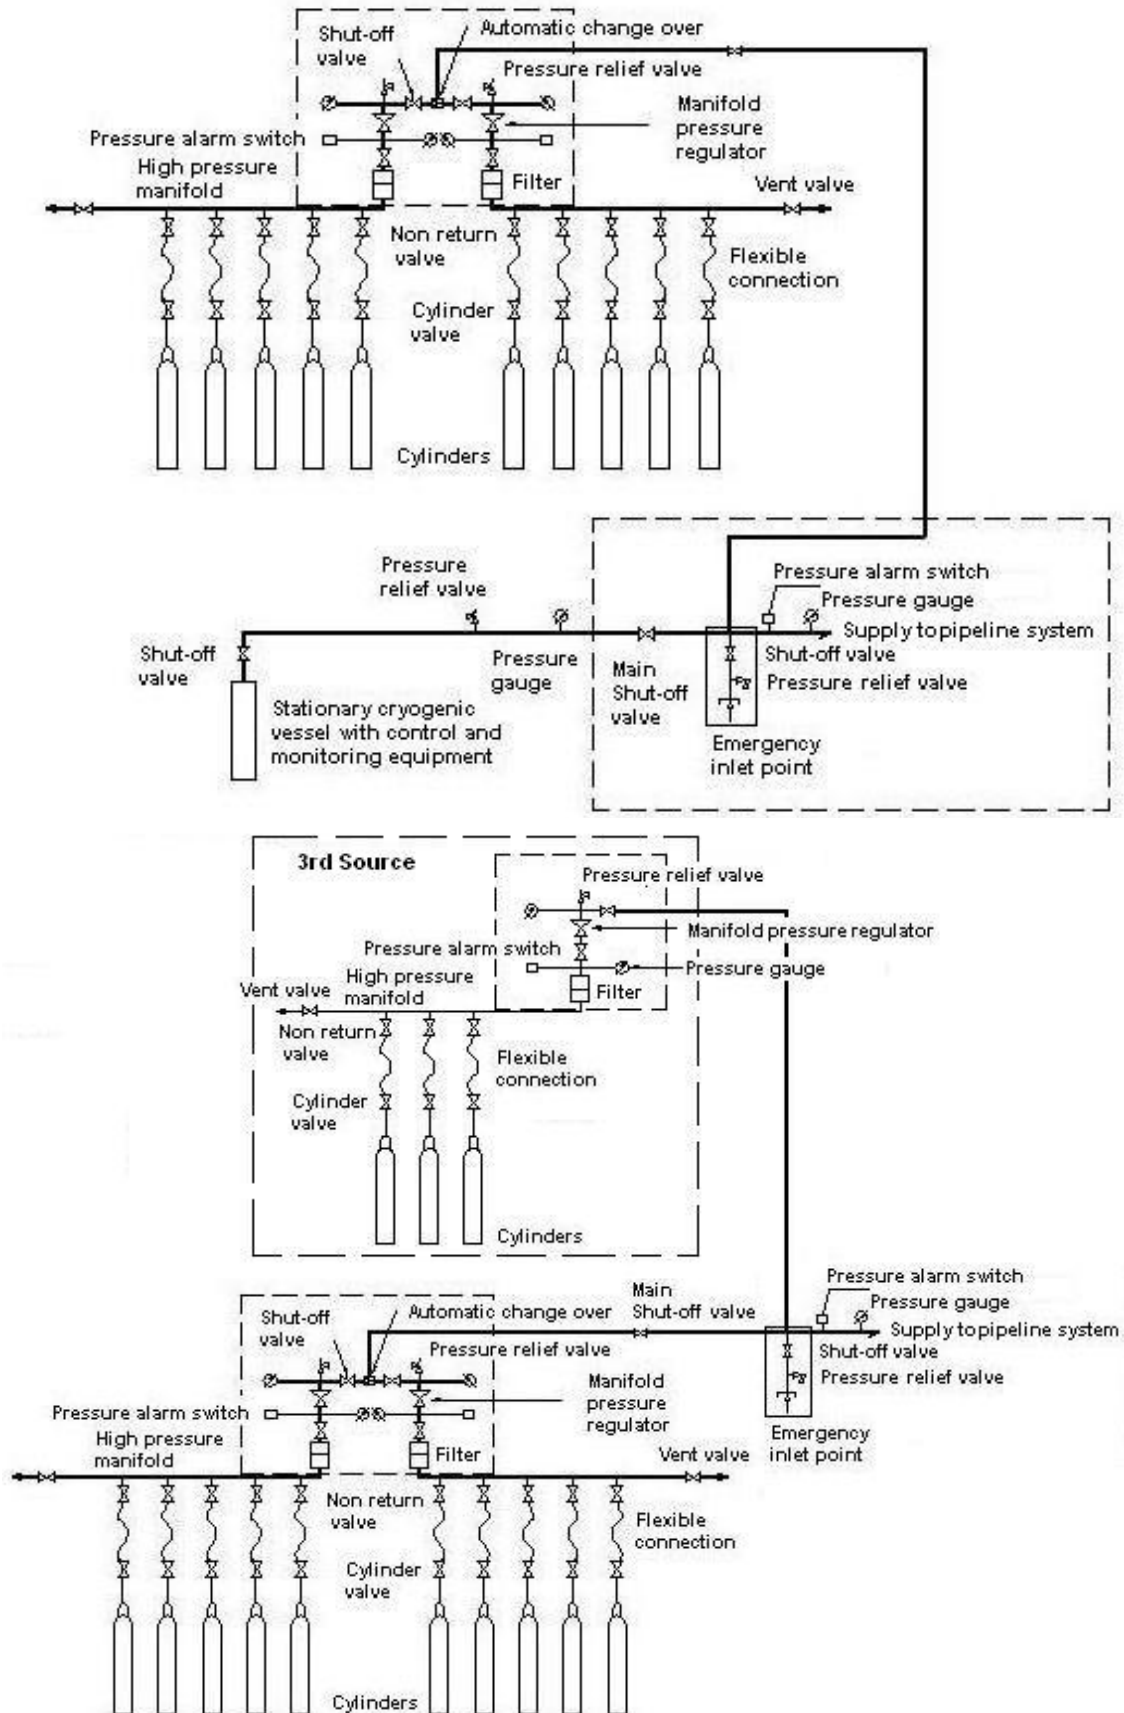 Shut-off
valve
Automatic change over
Pressure relief valve
Manifold
pressure
regulator
Pressure alarm switch
High pressure
manifold
Filter
Vent valve
Non return
valve
Flexible
connection
Cylinder
valve
Cylinders
Pressure
relief valve
Pressure alarm switch
Pressure gauge
Supply to pipeline system
Shut-off
valve
Pressure
gauge
Main
Shut-off
valve
Shut-off valve
Pressure relief valve
Stationary cryogenic
vessel with control and
monitoring equipment
Emergency
inlet point
3rd Source
Pressure relief valve
Manifold pressure regulator
Pressure alarm switch
Pressure gauge
High pressure
manifold
Vent valve
Filter
Non return
valve
Flexible
connection
Cylinder
valve
Cylinders
Main
Shut-off valve
Pressure alarm switch
Pressure gauge
Supply to pipeline system
Shut-off valve
Pressure relief valve
Emergency
inlet point
Shut-off
valve
Automatic change over
Pressure relief valve
Manifold
pressure
regulator
Pressure alarm switch
High pressure
manifold
Filter
Vent valve
Non return
valve
Flexible
connection
Cylinder
valve
Cylinders